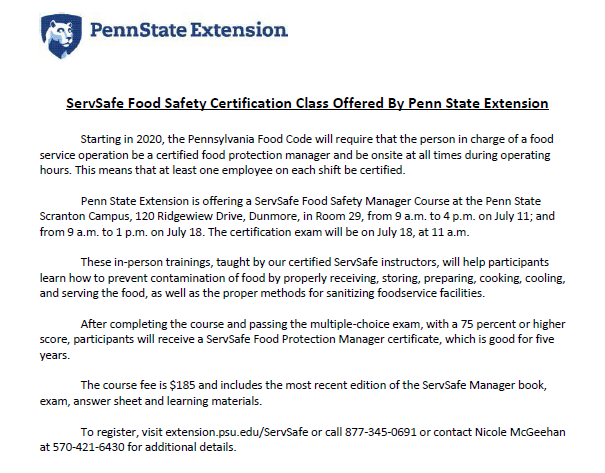 PennState Extension
ServSafe Food Safety Certification Class Offered By Penn State Extension
Starting in 2020, the Pennsylvania Food Code will require that the person in charge of a food
service operation be a certified food protection manager and be onsite at all times during operating
hours. This means that at least one employee on each shift be certified.
Penn State Extension is offering a ServSafe Food Safety Manager Course at the Penn State
Scranton Campus, 120 Ridgewiew Drive, Dunmore, in Room 29, from 9 a.m. to 4 p.m. on July 11; and
from 9 a.m. to 1 p.m. on July 18. The certification exam will be on July 18, at 11 a.m.
These in-person trainings, taught by our certified ServSafe instructors, will help participants
learn how to prevent contamination of food by properly receiving, storing, preparing, cooking, cooling,
and serving the food, as well as the proper methods for sanitizing foodservice facilities.
After completing the course and passing the multiple-choice exam, with a 75 percent or higher
score, participants will receive a ServSafe Food Protection Manager certificate, which is good for five
years.
The course fee is $185 and includes the most recent edition of the ServSafe Manager book,
exam, answer sheet and learning materials.
To register, visit extension.psu.edu/ServSafe or call 877-345-0691 or contact Nicole McGeehan
at 570-421-6430 for additional details.